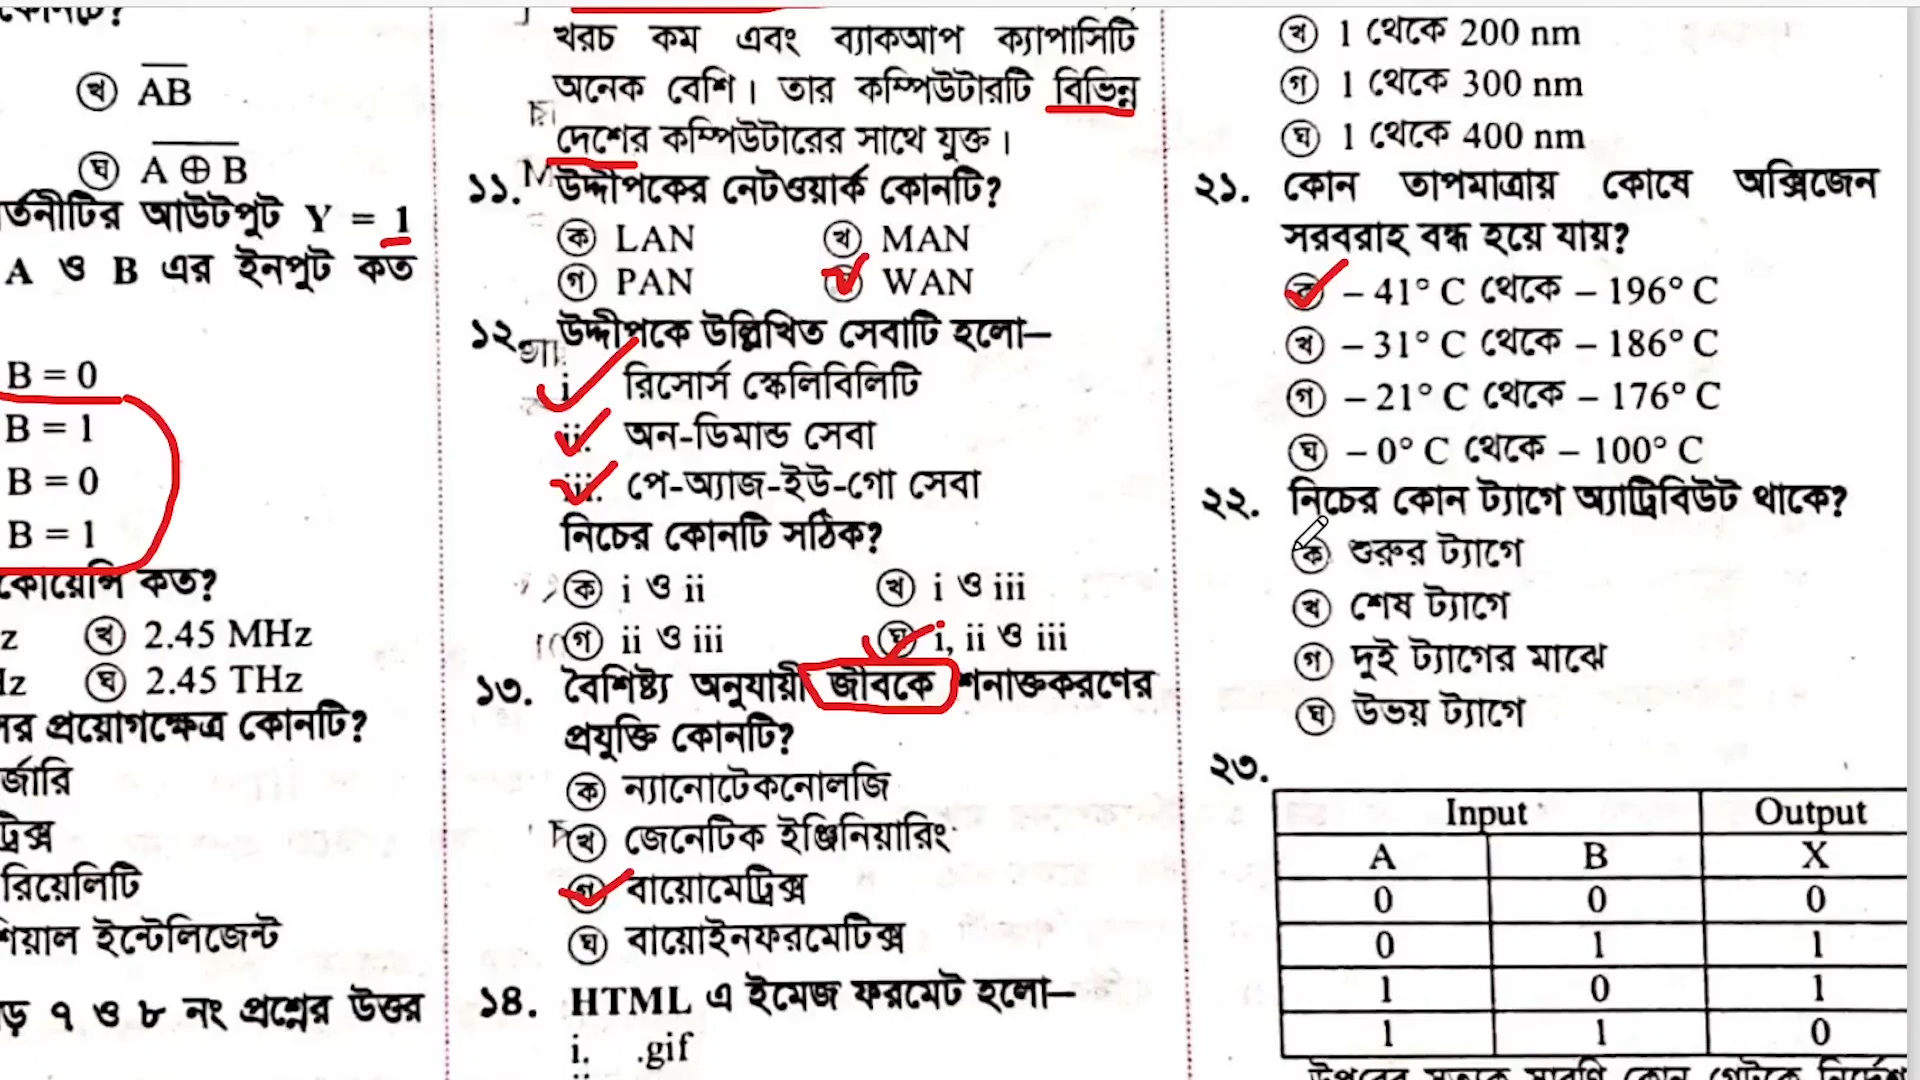 খ AB
ঘ A ⊕ B
আউটপুট Y = 1
A ও B এর ইনপুট কত
B = 0
B = 1
B = 0
B = 1
কত?
খ 2.45 MHz
ঘ 2.45 THz
প্রয়োগক্ষেত্র কোনটি?
রিয়েলিটি
ইন্টেলিজেন্ট
৭ ও ৮ নং প্রশ্নের উত্তর
খরচ কম এবং ব্যাকআপ ক্যাপাসিটি
অনেক বেশি। তার কম্পিউটারটি বিভিন্ন
দেশের কম্পিউটারের সাথে যুক্ত।
১১. উদ্দীপকের নেটওয়ার্ক কোনটি?
ক LAN খ MAN
গ PAN WAN
১২. উদ্দীপকে উল্লিখিত সেবাটি হলো–
i রিসোর্স স্কেলিবিলিটি
ii. অন-ডিমান্ড সেবা
iii. পে-অ্যাজ-ইউ-গো সেবা
নিচের কোনটি সঠিক?
ক i ও ii খ i ও iii
গ ii ও iii ঘ i, ii ও iii
১৩. বৈশিষ্ট্য অনুযায়ী জীবকে শনাক্তকরণের
প্রযুক্তি কোনটি?
ক ন্যানোটেকনোলজি
খ জেনেটিক ইঞ্জিনিয়ারিং
গ বায়োমেট্রিক্স
ঘ বায়োইনফরমেটিক্স
১৪. HTML এ ইমেজ ফরমেট হলো–
i. .gif
খ 1 থেকে 200 nm
গ 1 থেকে 300 nm
ঘ 1 থেকে 400 nm
২১. কোন তাপমাত্রায় কোষে অক্সিজেন
সরবরাহ বন্ধ হয়ে যায়?
ক – 41° C থেকে – 196° C
খ – 31° C থেকে – 186° C
গ – 21° C থেকে – 176° C
ঘ – 0° C থেকে – 100° C
২২. নিচের কোন ট্যাগে অ্যাট্রিবিউট থাকে?
ক শুরুর ট্যাগে
খ শেষ ট্যাগে
গ দুই ট্যাগের মাঝে
ঘ উভয় ট্যাগে
২৩.
Input Output
A B X
0 0 0
0 1 1
1 0 1
1 1 0